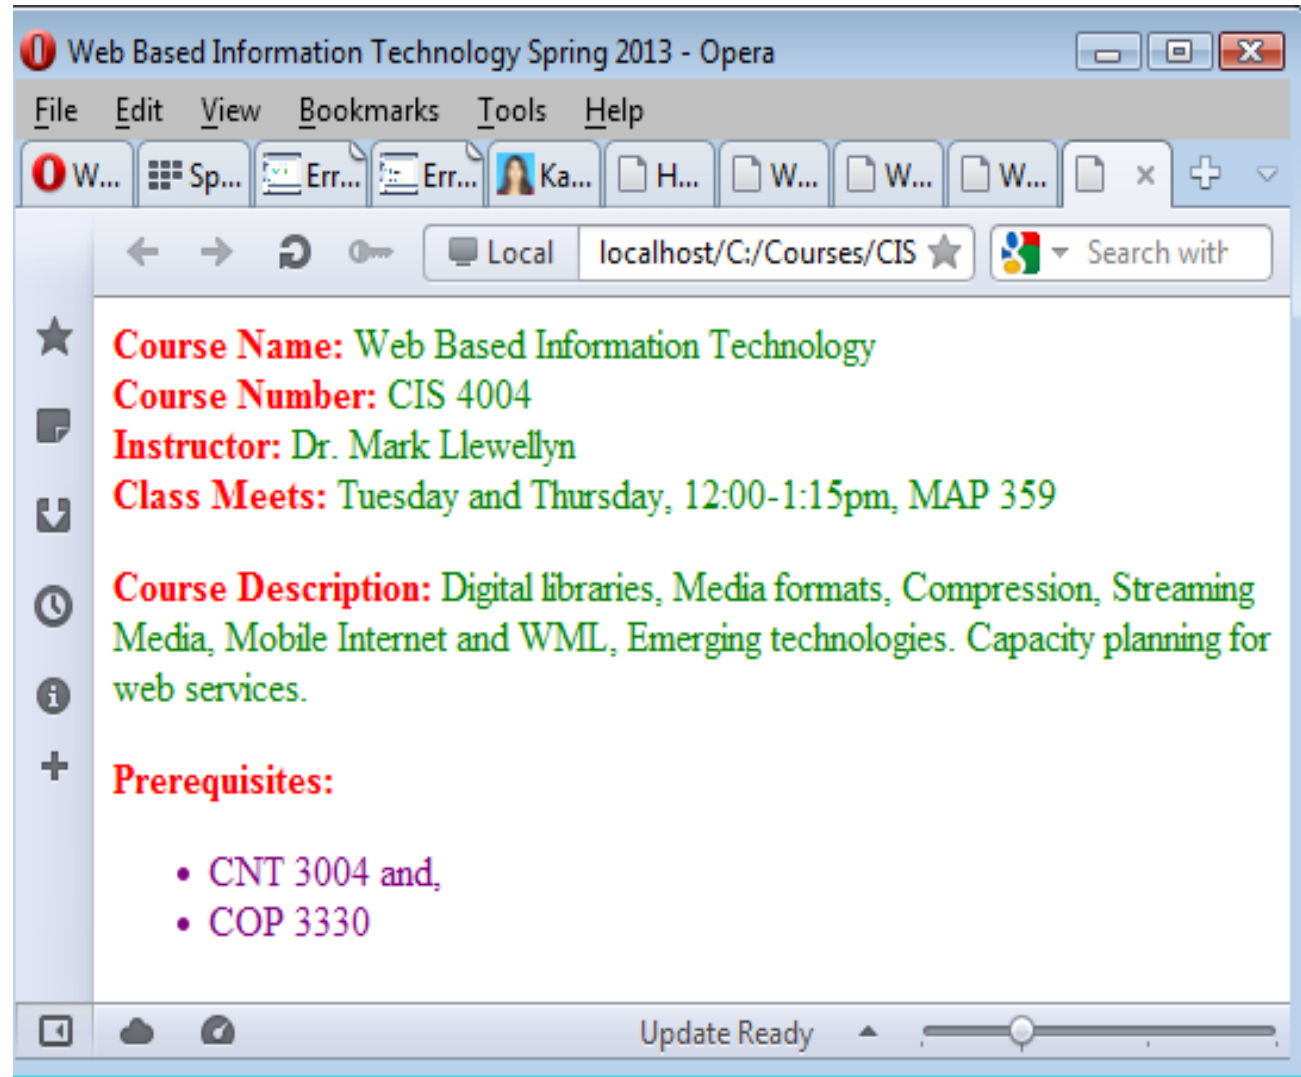 Web Based Information Technology Spring 2013 - Opera
File Edit View Bookmarks Tools Help
W... Sp... Err... Err... Ka... H... W... W... W...
Local localhost/C:/Courses/CIS Search with
Course Name: Web Based Information Technology
Course Number: CIS 4004
Instructor: Dr. Mark Llewellyn
Class Meets: Tuesday and Thursday, 12:00-1:15pm, MAP 359
Course Description: Digital libraries, Media formats, Compression, Streaming
Media, Mobile Internet and WML, Emerging technologies. Capacity planning for
web services.
Prerequisites:
• CNT 3004 and,
• COP 3330
Update Ready